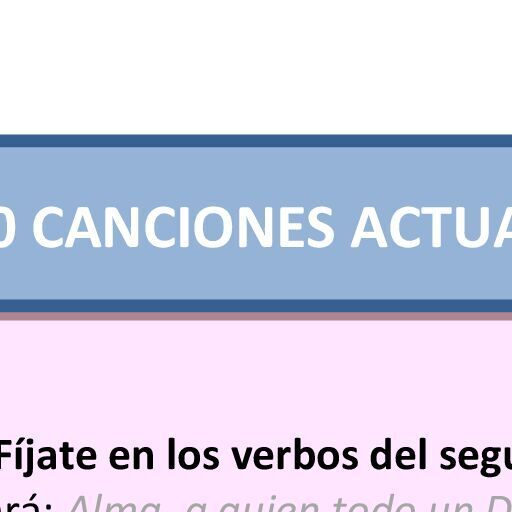 0 CANCIONES ACTUA
Fíjate en los verbos del segu
rá: Alma, a quien todo un D